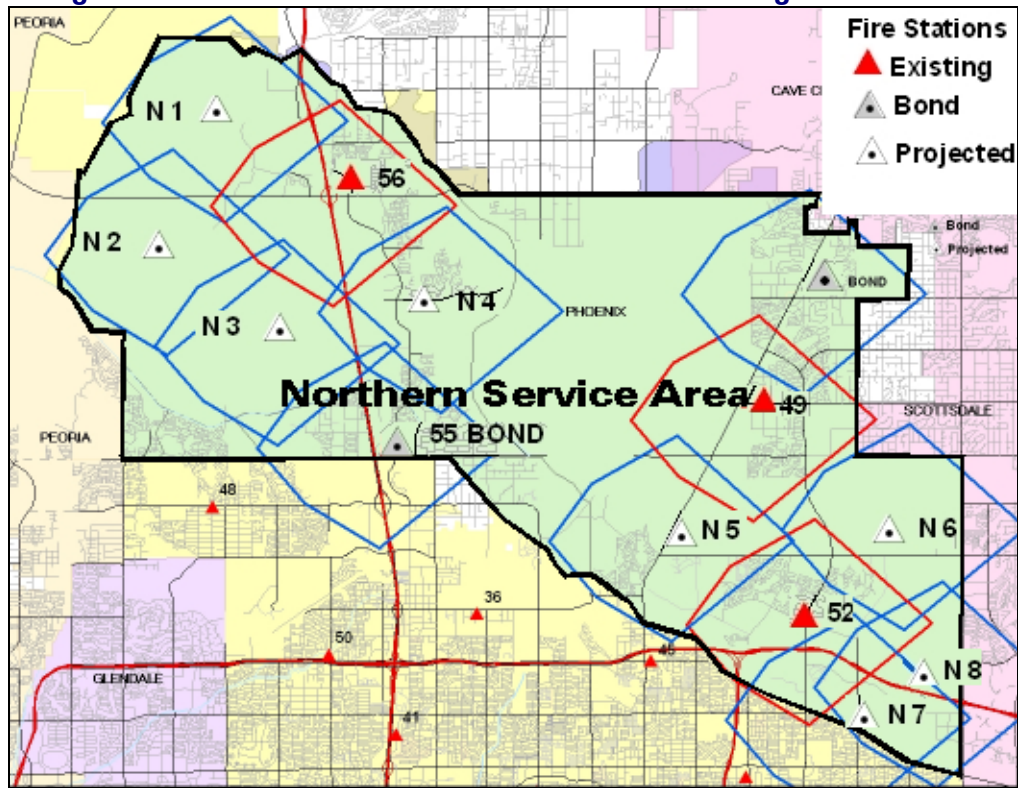 PEORIA
Fire Stations
Existing
CAVE C
Bond
N 1
Projected
56
N 2
Bond
Projected
BOND
N 3
N 4
PHOENIX
Northern Service Area
49
SCOTTSDALE
PEORIA
55 BOND
48
N 5
N 6
36
52
50
45
GLENDALE
N 8
41
N 7